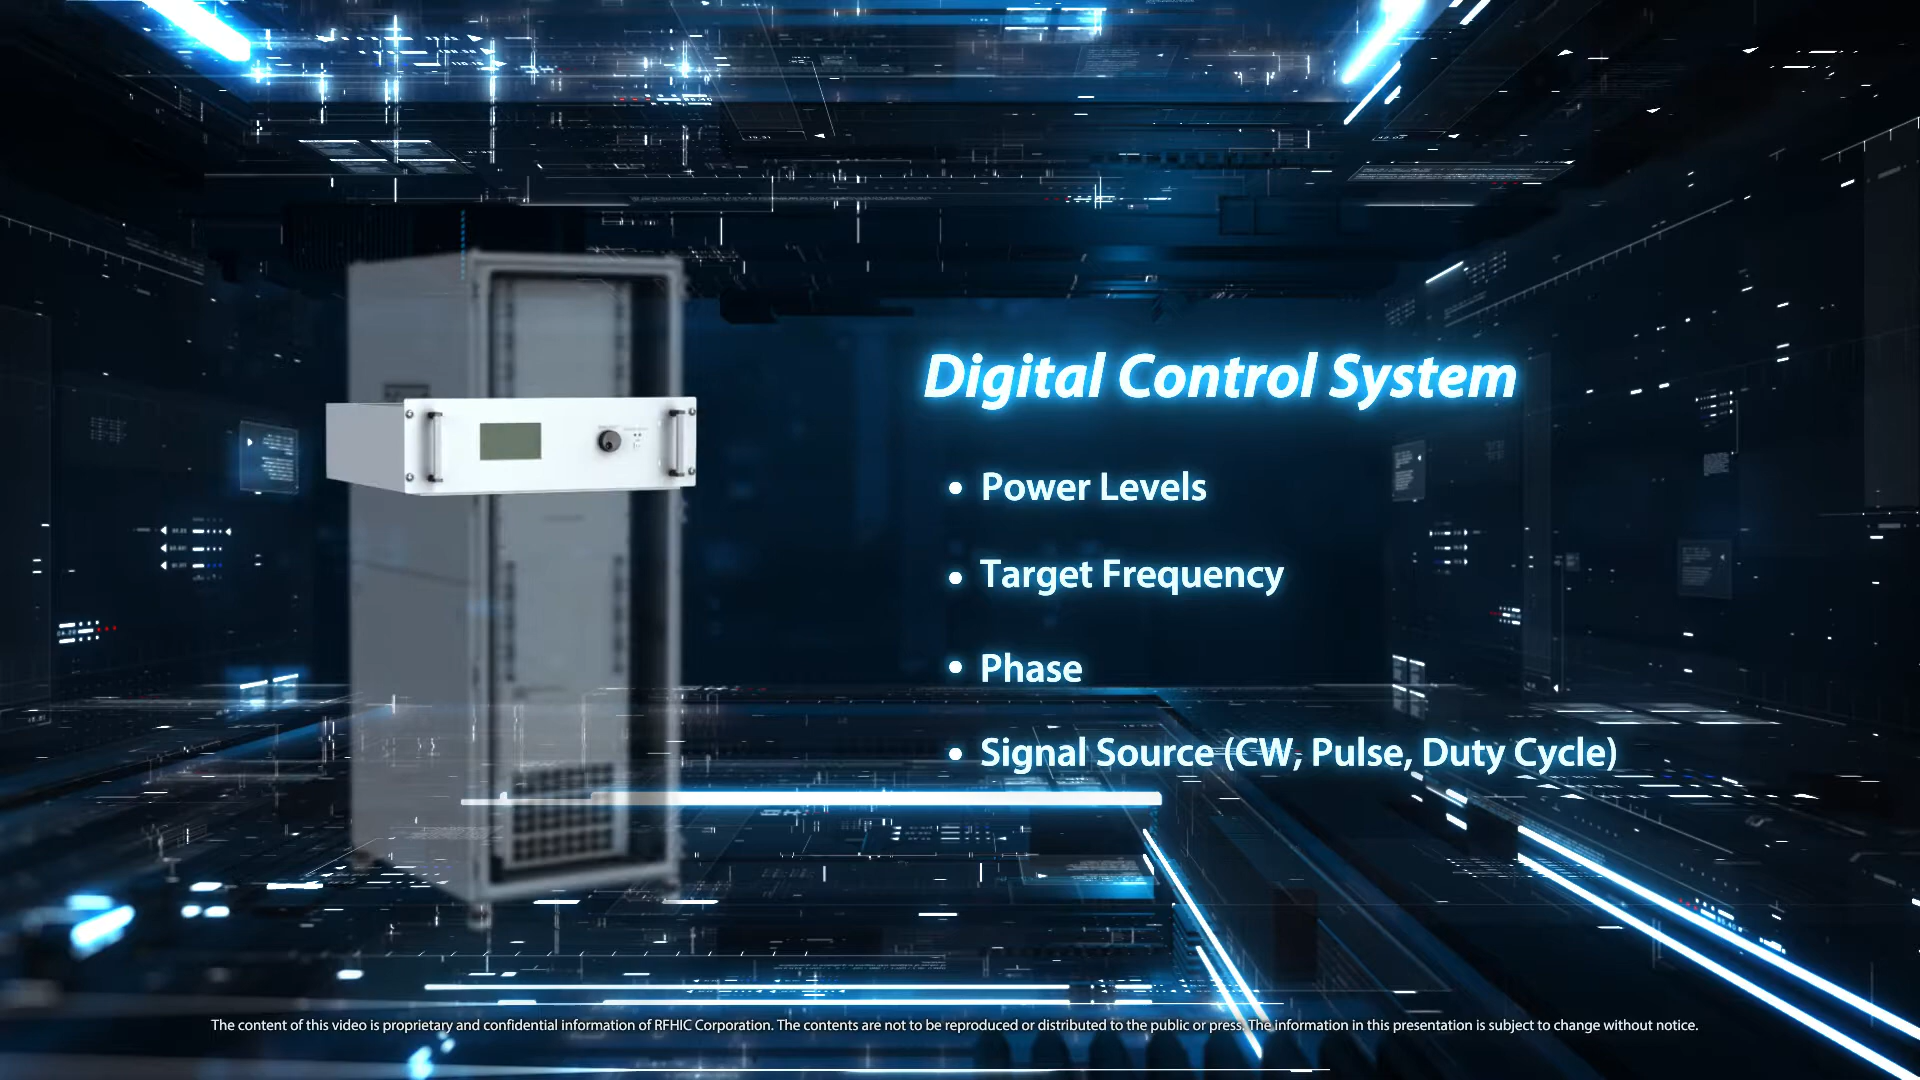 Digital Control System
• Power Levels
• Target Frequency
• Phase
• Signal Source (CW, Pulse, Duty Cycle)
The content of this video is proprietary and confidential information of RFHIC Corporation. The contents are not to be reproduced or distributed to the public or press. The information in this presentation is subject to change without notice.